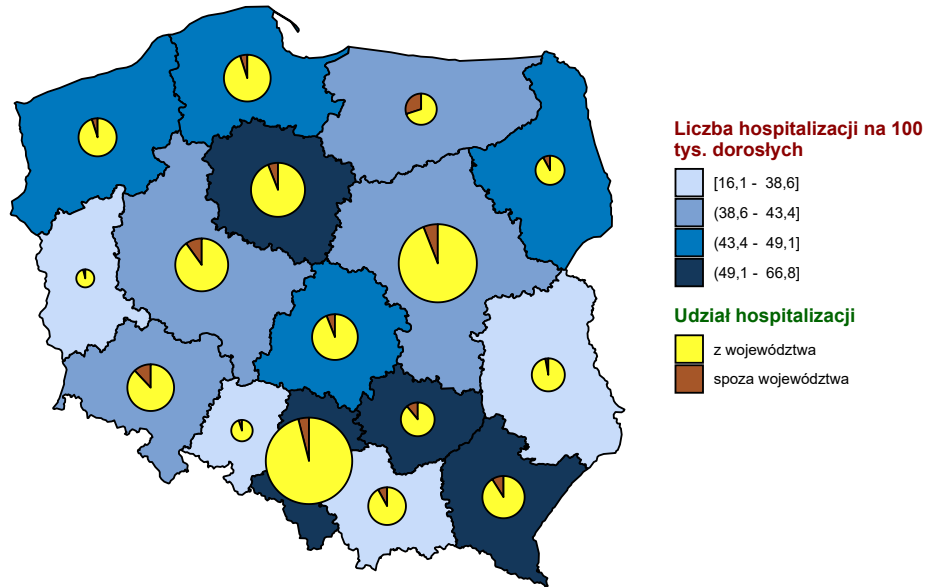 Liczba hospitalizacji na 100
tys. dorosłych
[16,1 - 38,6]
(38,6 - 43,4]
(43,4 - 49,1]
(49,1 - 66,8]
Udział hospitalizacji
z województwa
spoza województwa